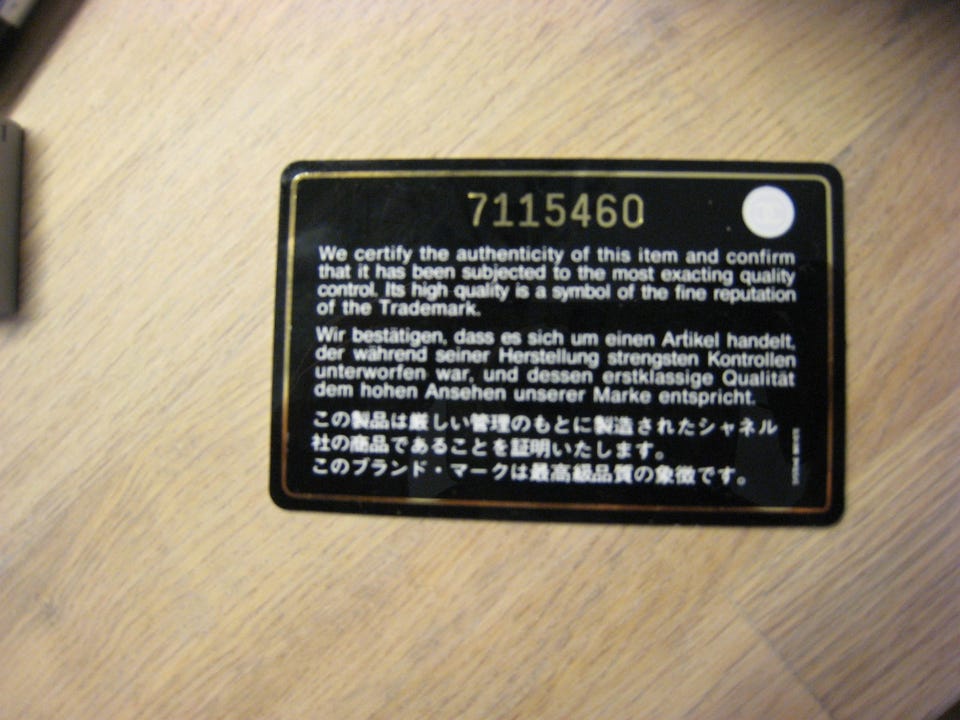 7115460
We certify the authenticity of this item and confirm
that it has been subjected to the most exacting quality
control. Its high quality is a symbol of the fine reputation
of the Trademark.
Wir bestätigen, dass es sich um einen Artikel handelt,
der während seiner Herstellung strengsten Kontrollen
unterworfen war, und dessen erstklassige Qualität
dem hohen Ansehen unserer Marke entspricht.
この製品は厳しい管理のもとに製造されたシャネル
社の商品であることを証明いたします。
このブランド・マークは最高級品質の象徴です。